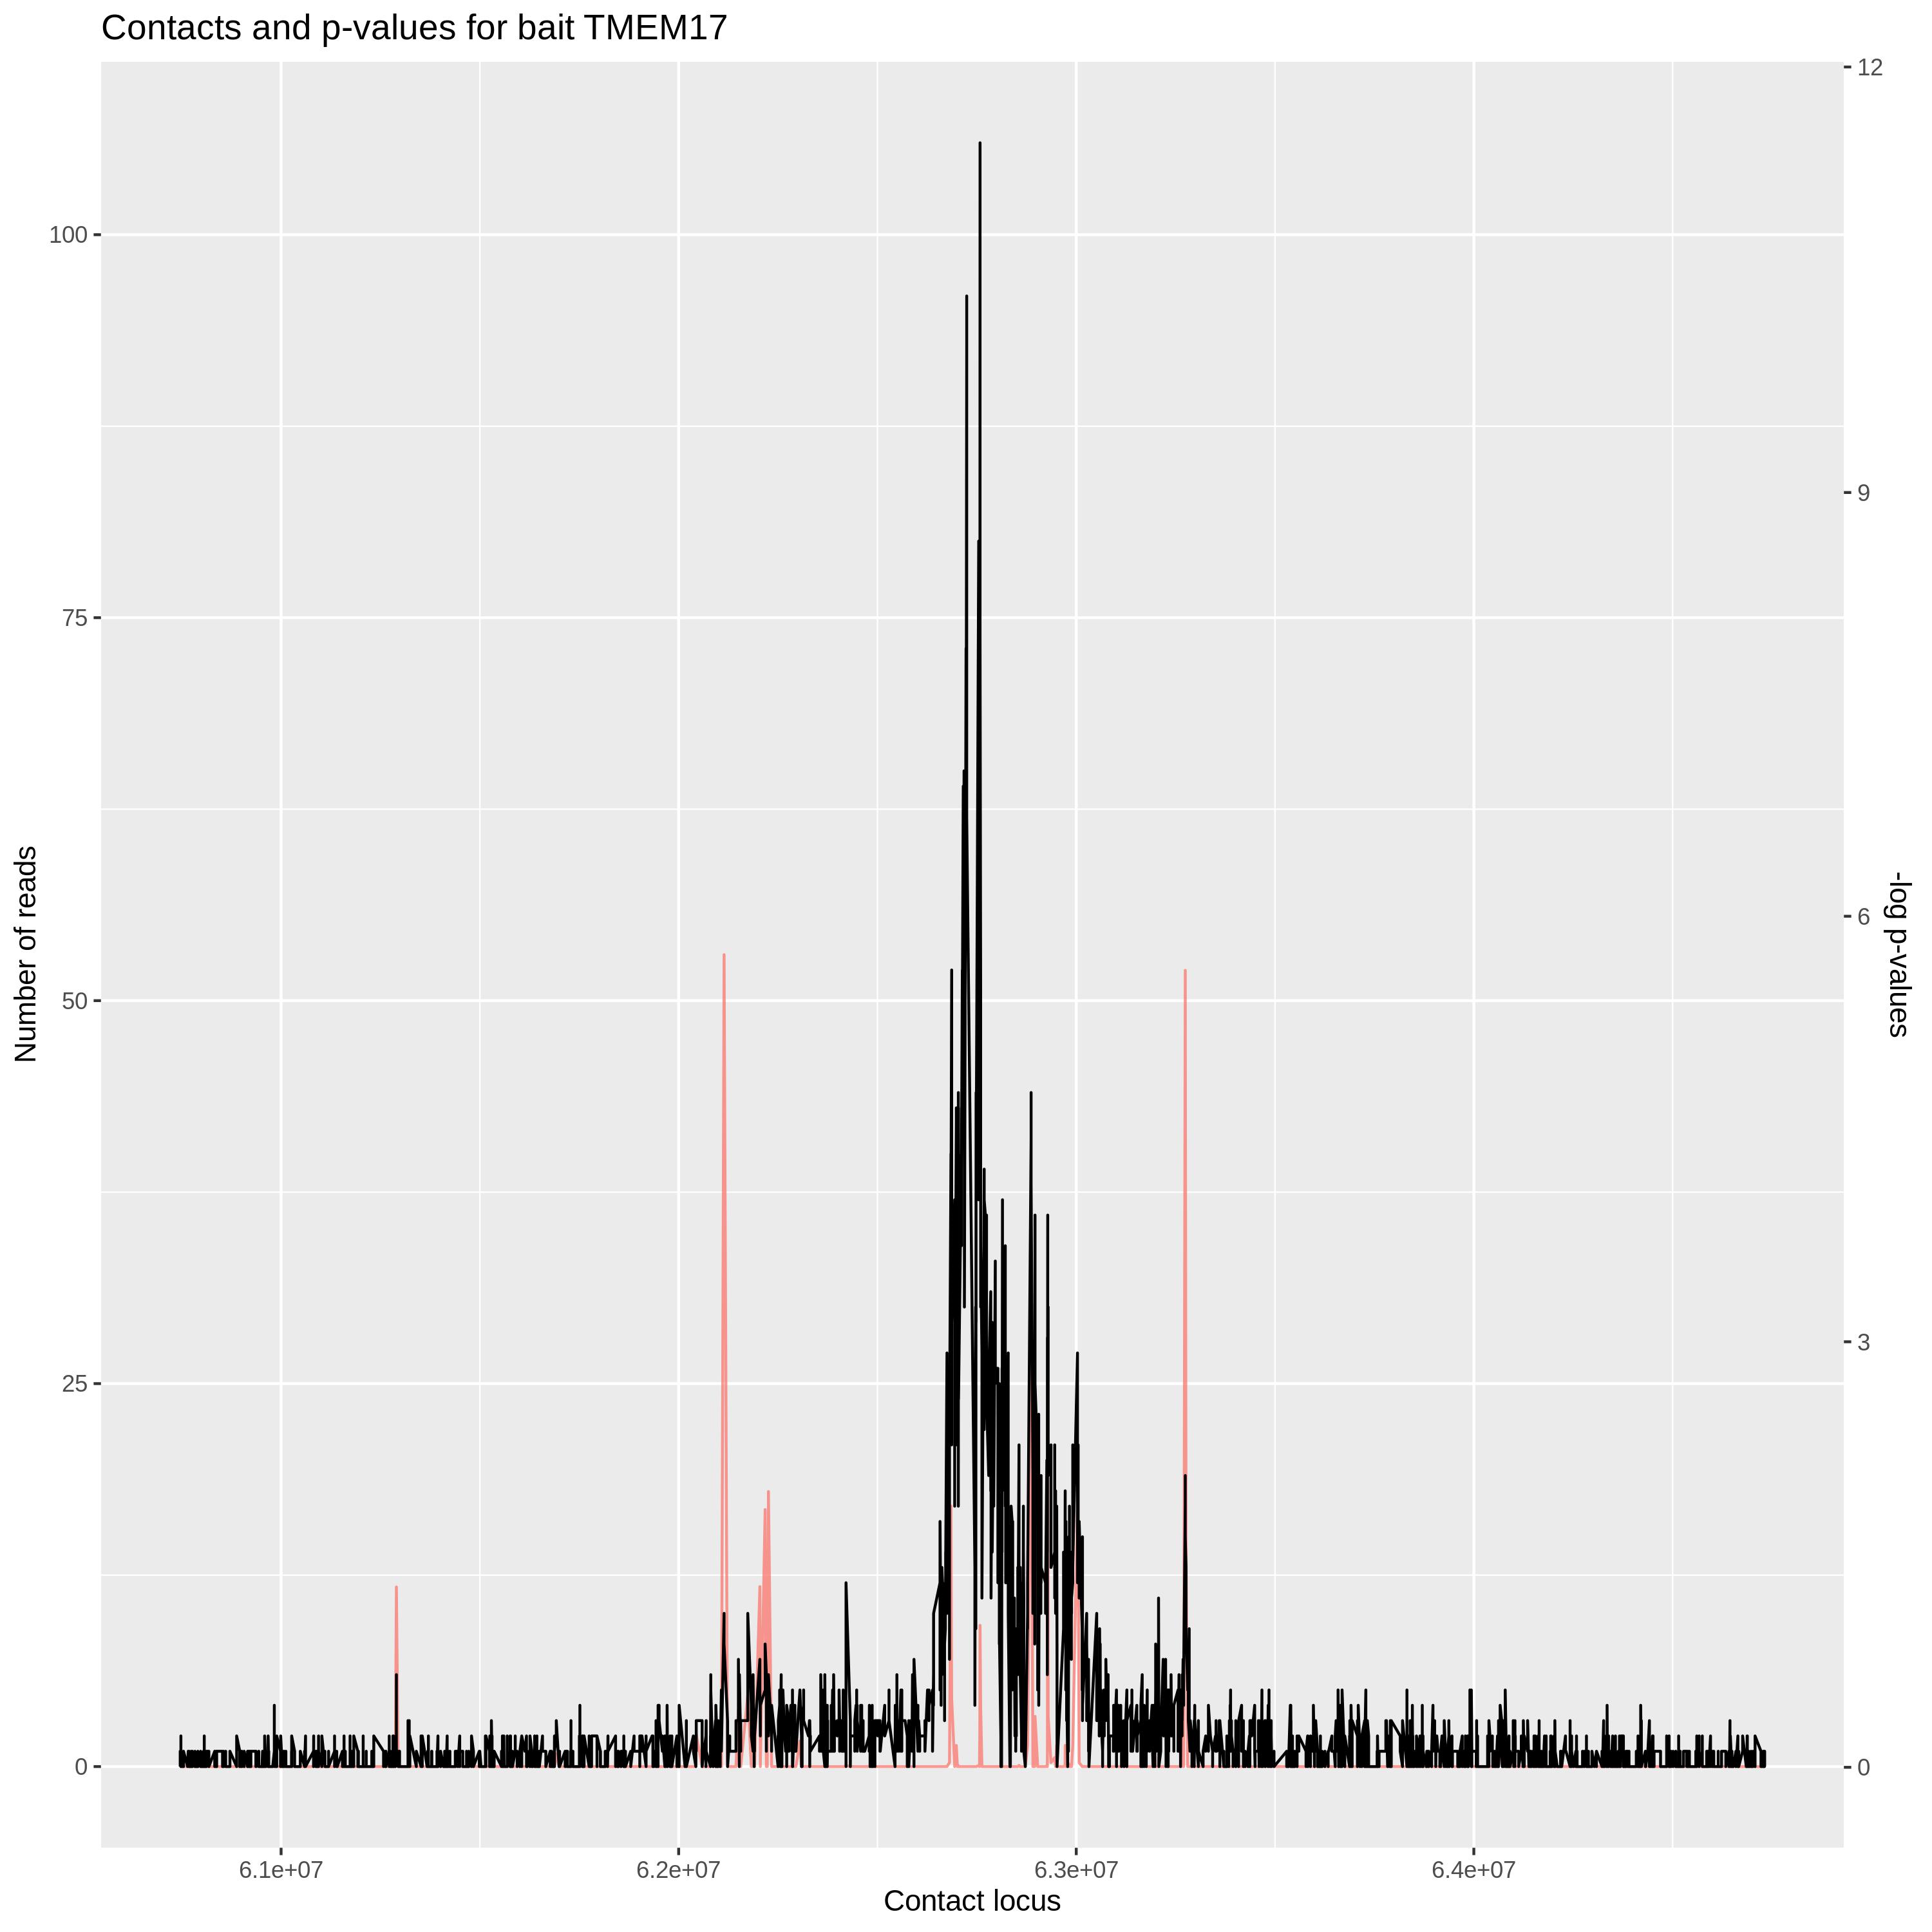 Contacts and p-values for bait TMEM17
12
100
9
75
6
Number of reads
-log p-values
50
3
25
0
0
6.1e+07 6.2e+07 6.3e+07 6.4e+07
Contact locus